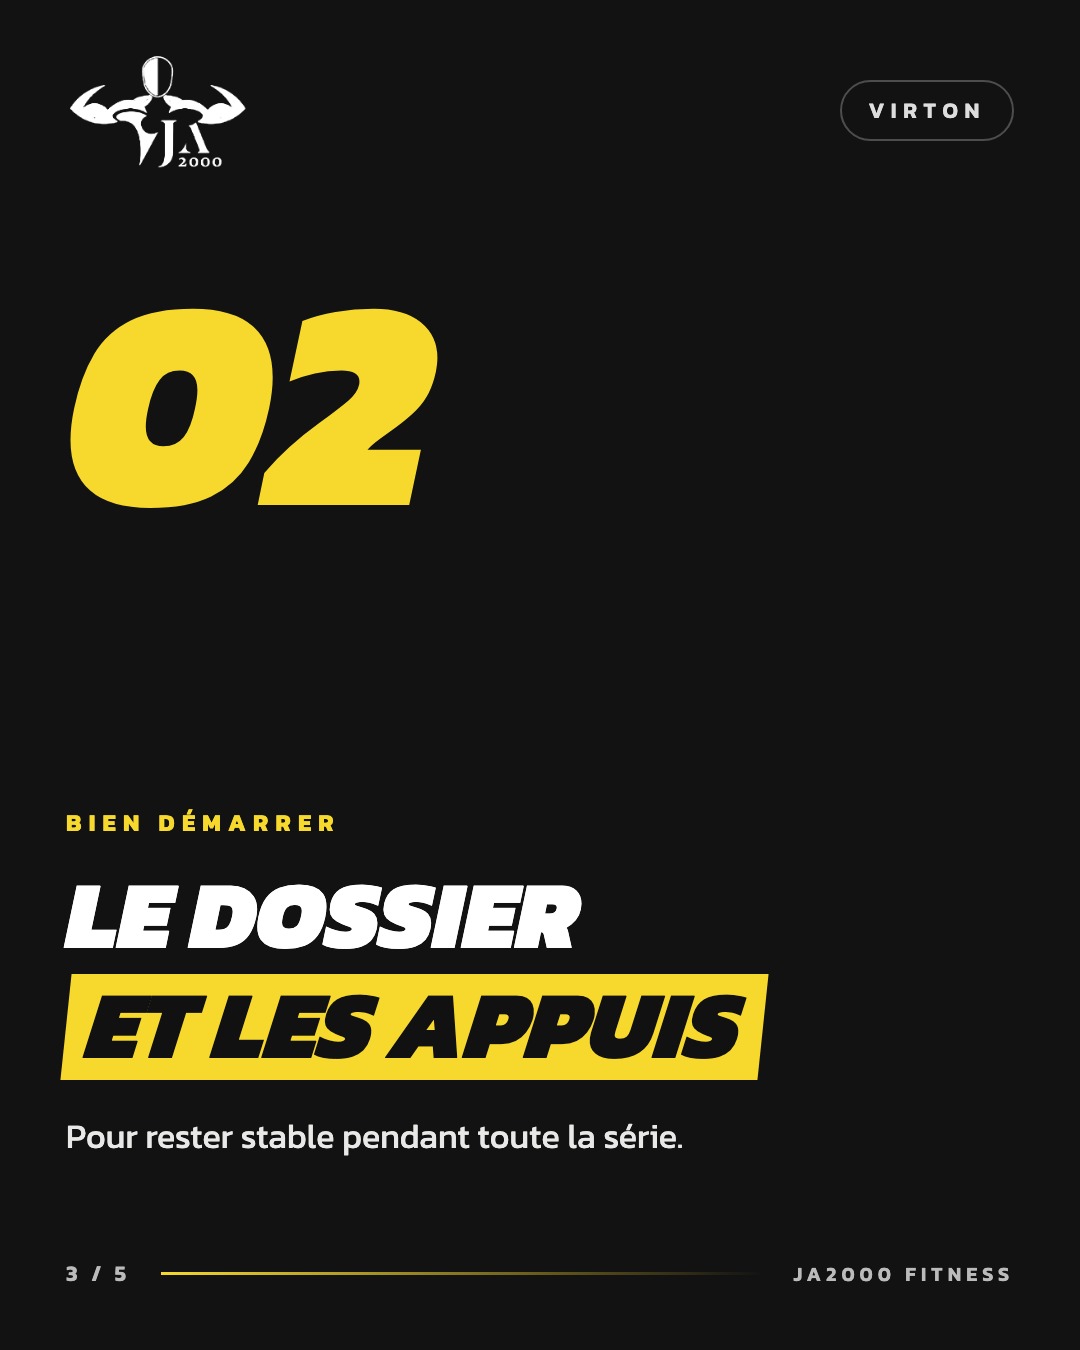 JA
2000
VIRTON
02
BIEN DÉMARRER
LE DOSSIER
ET LES APPUIS
Pour rester stable pendant toute la série.
3 / 5
JA2000 FITNESS